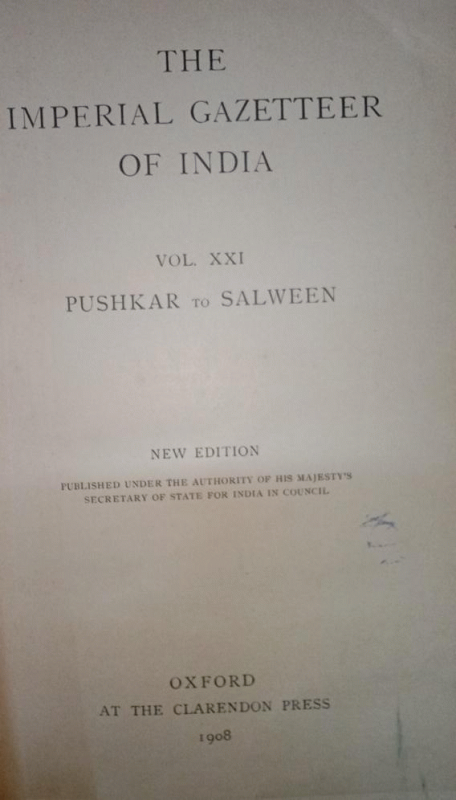 THE
IMPERIAL GAZETTEER
OF INDIA
VOL. XXI
PUSHKAR TO SALWEEN
NEW EDITION
PUBLISHED UNDER THE AUTHORITY OF HIS MAJESTY'S
SECRETARY OF STATE FOR INDIA IN COUNCIL
OXFORD
AT THE CLARENDON PRESS
1908